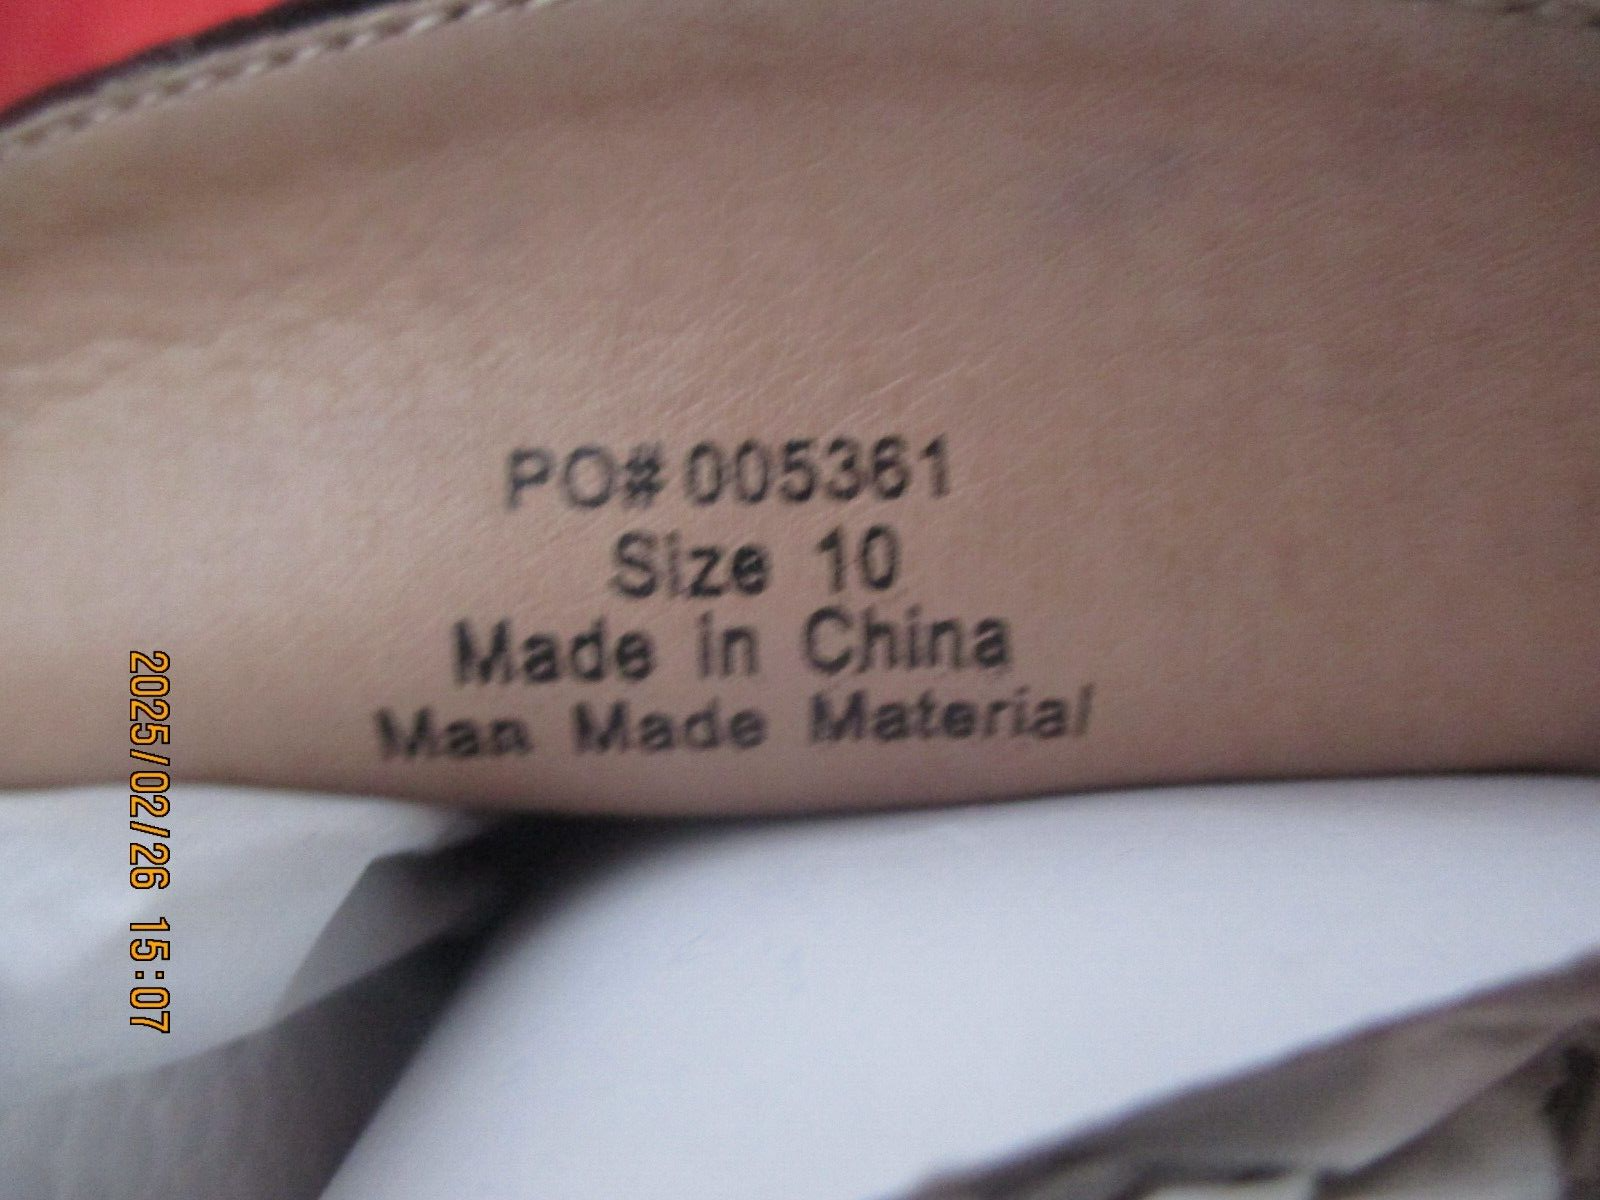 PO# 005361
Size 10
Made in China
Man Made Material
2025/02/26 15:07